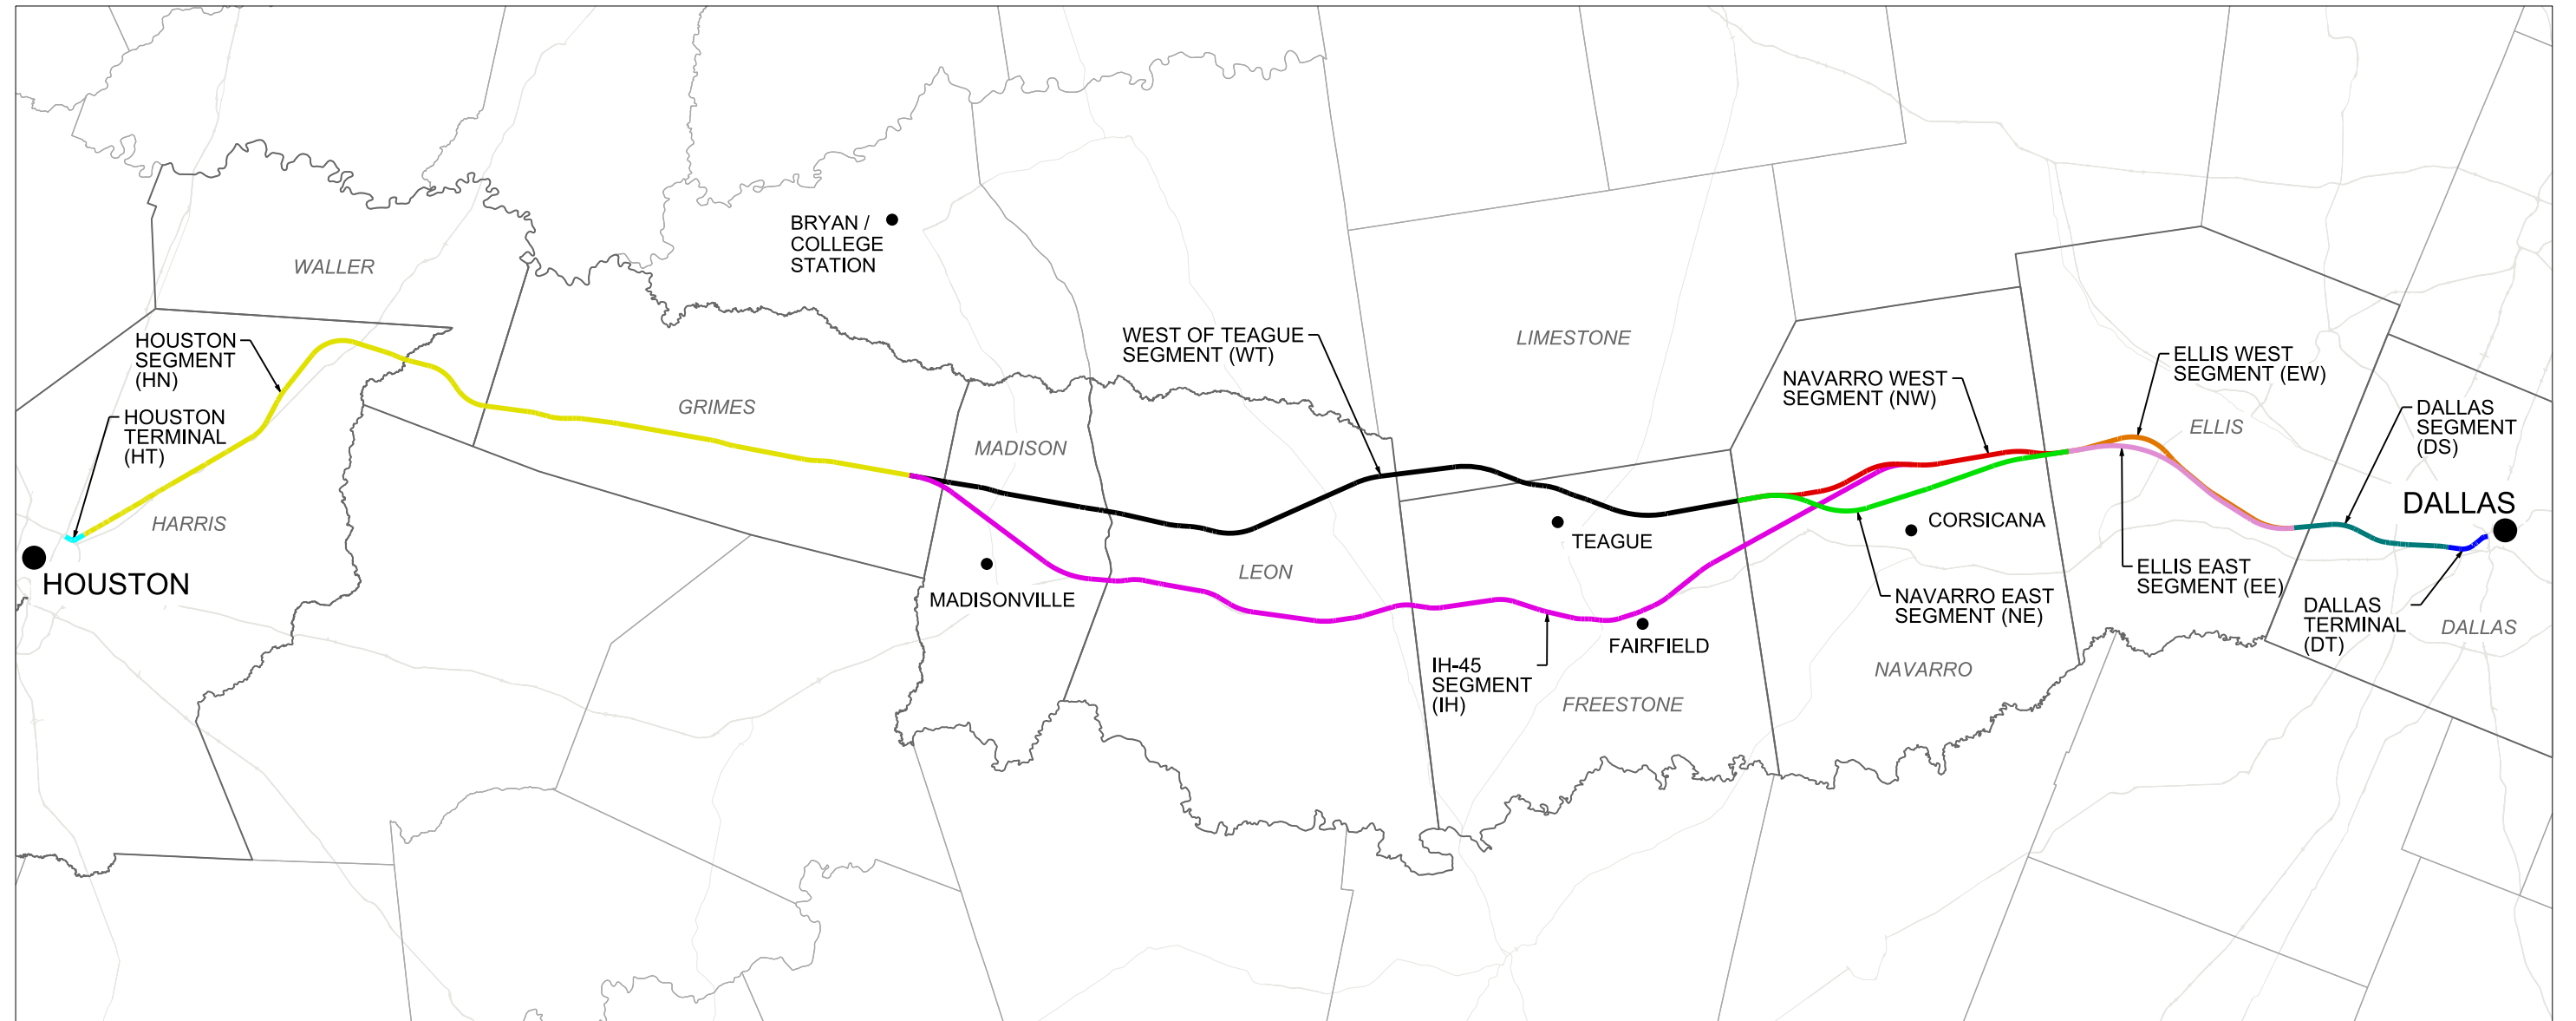 BRYAN /
COLLEGE
STATION
WALLER
HOUSTON
SEGMENT
(HN)
HOUSTON
TERMINAL
(HT)
HARRIS
HOUSTON
GRIMES
MADISON
MADISONVILLE
WEST OF TEAGUE
SEGMENT (WT)
LEON
LIMESTONE
TEAGUE
FAIRFIELD
IH-45
SEGMENT
(IH)
FREESTONE
NAVARRO WEST
SEGMENT (NW)
CORSICANA
NAVARRO EAST
SEGMENT (NE)
NAVARRO
ELLIS WEST
SEGMENT (EW)
ELLIS
ELLIS EAST
SEGMENT (EE)
DALLAS
SEGMENT
(DS)
DALLAS
DALLAS
TERMINAL
(DT)
DALLAS